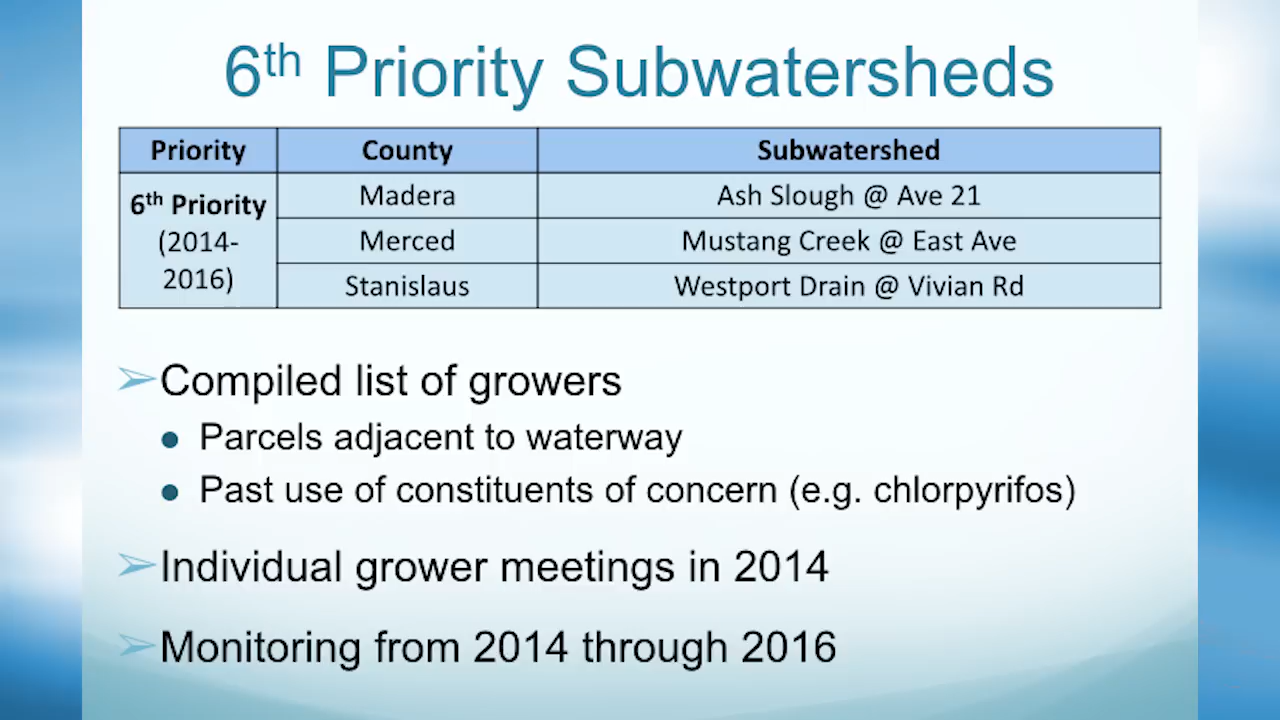 6th Priority Subwatersheds
Priority County Subwatershed
6th Priority (2014-2016)
Madera Ash Slough @ Ave 21
Merced Mustang Creek @ East Ave
Stanislaus Westport Drain @ Vivian Rd
➢Compiled list of growers
● Parcels adjacent to waterway
● Past use of constituents of concern (e.g. chlorpyrifos)
➢Individual grower meetings in 2014
➢Monitoring from 2014 through 2016